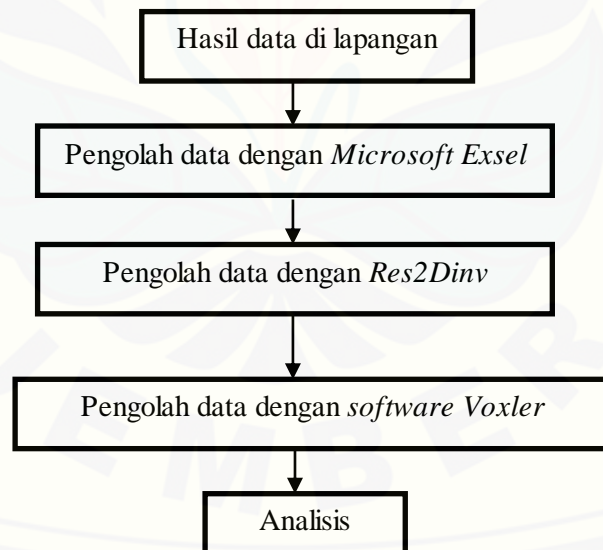 Hasil data di lapangan
Pengolah data dengan Microsoft Exsel
Pengolah data dengan Res2Dinv
Pengolah data dengan software Voxler
Analisis
JEMBER